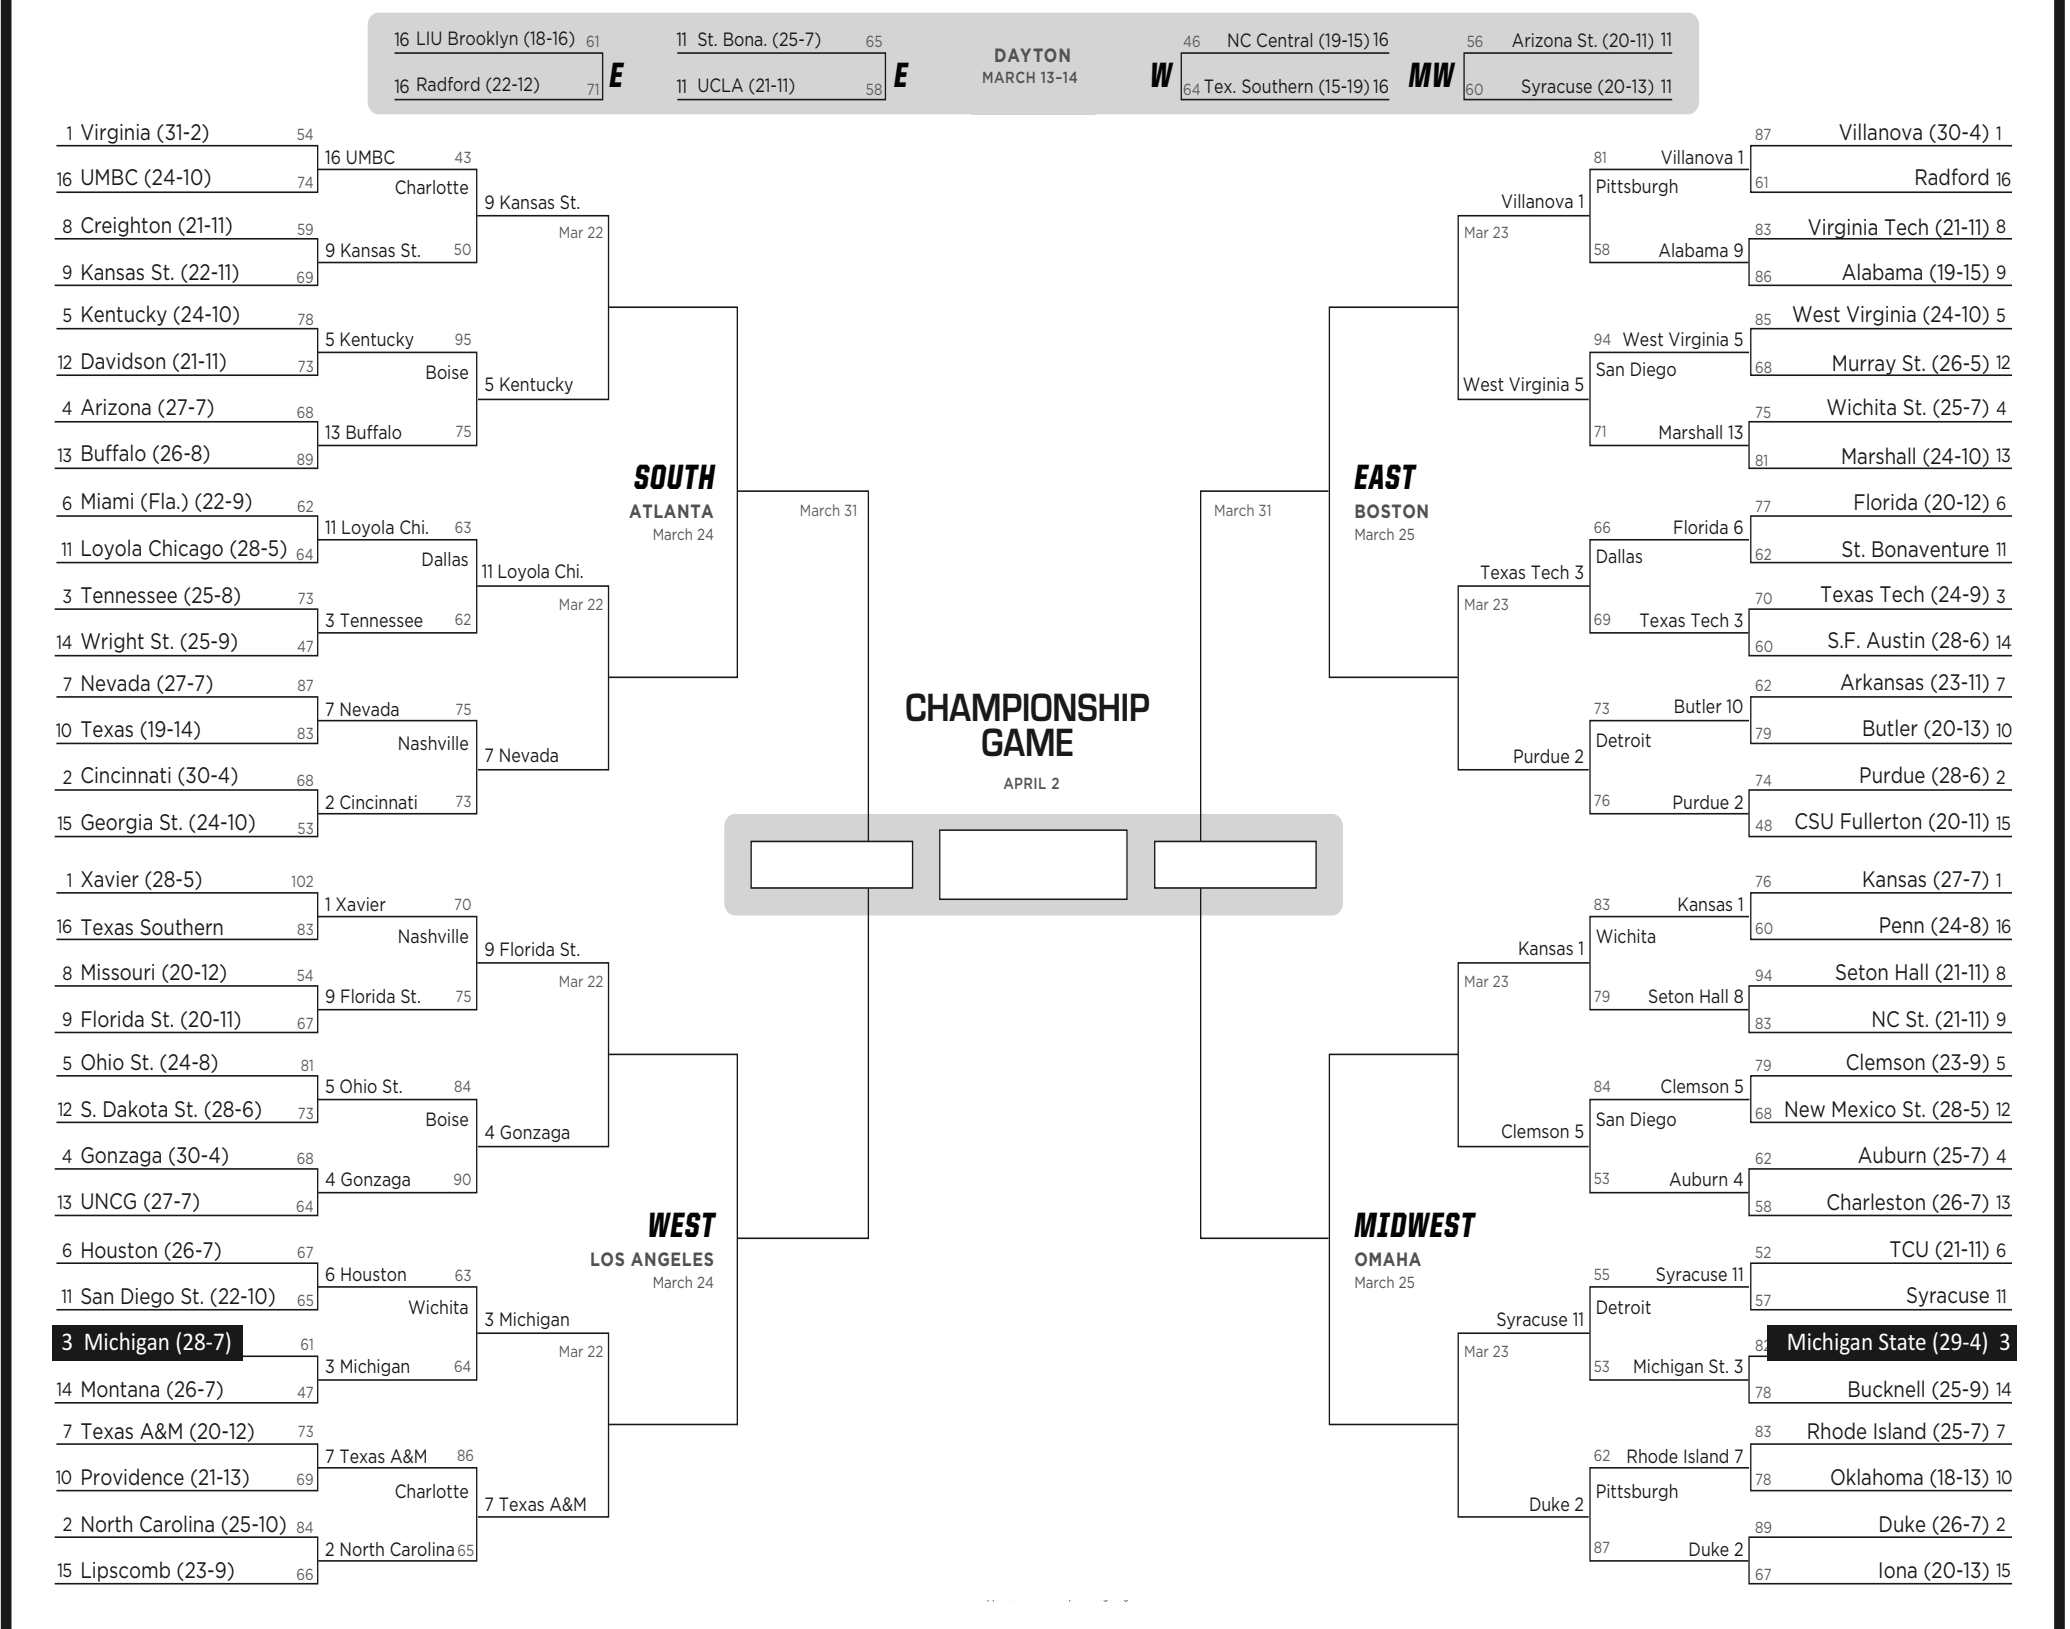 16 LIU Brooklyn (18-16) 61
16 Radford (22-12) 71
E
11 St. Bona. (25-7) 65
11 UCLA (21-11) 58
E
DAYTON
MARCH 13-14
W
46 NC Central (19-15) 16
64 Tex. Southern (15-19) 16
MW
56 Arizona St. (20-11) 11
60 Syracuse (20-13) 11
1 Virginia (31-2) 54
16 UMBC (24-10) 74
8 Creighton (21-11) 59
9 Kansas St. (22-11) 69
5 Kentucky (24-10) 78
12 Davidson (21-11) 73
4 Arizona (27-7) 68
13 Buffalo (26-8) 89
6 Miami (Fla.) (22-9) 62
11 Loyola Chicago (28-5) 64
3 Tennessee (25-8) 73
14 Wright St. (25-9) 47
7 Nevada (27-7) 87
10 Texas (19-14) 83
2 Cincinnati (30-4) 68
15 Georgia St. (24-10) 53
16 UMBC 43
Charlotte
9 Kansas St. 50
5 Kentucky 95
Boise
13 Buffalo 75
11 Loyola Chi. 63
Dallas
3 Tennessee 62
7 Nevada 75
Nashville
2 Cincinnati 73
9 Kansas St.
Mar 22
5 Kentucky
11 Loyola Chi.
Mar 22
7 Nevada
SOUTH
ATLANTA
March 24
March 31
1 Xavier (28-5) 102
16 Texas Southern 83
8 Missouri (20-12) 54
9 Florida St. (20-11) 67
5 Ohio St. (24-8) 81
12 S. Dakota St. (28-6) 73
4 Gonzaga (30-4) 68
13 UNCG (27-7) 64
6 Houston (26-7) 67
11 San Diego St. (22-10) 65
3 Michigan (28-7) 61
14 Montana (26-7) 47
7 Texas A&M (20-12) 73
10 Providence (21-13) 69
2 North Carolina (25-10) 84
15 Lipscomb (23-9) 66
1 Xavier 70
Nashville
9 Florida St. 75
5 Ohio St. 84
Boise
4 Gonzaga 90
6 Houston 63
Wichita
3 Michigan 64
7 Texas A&M 86
Charlotte
2 North Carolina 65
9 Florida St.
Mar 22
4 Gonzaga
3 Michigan
Mar 22
7 Texas A&M
WEST
LOS ANGELES
March 24
CHAMPIONSHIP
GAME
APRIL 2
87 Villanova (30-4) 1
61 Radford 16
83 Virginia Tech (21-11) 8
86 Alabama (19-15) 9
85 West Virginia (24-10) 5
68 Murray St. (26-5) 12
75 Wichita St. (25-7) 4
81 Marshall (24-10) 13
77 Florida (20-12) 6
62 St. Bonaventure 11
70 Texas Tech (24-9) 3
60 S.F. Austin (28-6) 14
62 Arkansas (23-11) 7
79 Butler (20-13) 10
74 Purdue (28-6) 2
48 CSU Fullerton (20-11) 15
81 Villanova 1
Pittsburgh
58 Alabama 9
94 West Virginia 5
San Diego
71 Marshall 13
66 Florida 6
Dallas
69 Texas Tech 3
73 Butler 10
Detroit
76 Purdue 2
Villanova 1
Mar 23
West Virginia 5
Texas Tech 3
Mar 23
Purdue 2
EAST
BOSTON
March 25
March 31
76 Kansas (27-7) 1
60 Penn (24-8) 16
94 Seton Hall (21-11) 8
83 NC St. (21-11) 9
79 Clemson (23-9) 5
68 New Mexico St. (28-5) 12
62 Auburn (25-7) 4
58 Charleston (26-7) 13
52 TCU (21-11) 6
57 Syracuse 11
82 Michigan State (29-4) 3
78 Bucknell (25-9) 14
83 Rhode Island (25-7) 7
78 Oklahoma (18-13) 10
89 Duke (26-7) 2
67 Iona (20-13) 15
83 Kansas 1
Wichita
79 Seton Hall 8
84 Clemson 5
San Diego
53 Auburn 4
55 Syracuse 11
Detroit
53 Michigan St. 3
62 Rhode Island 7
Pittsburgh
87 Duke 2
Kansas 1
Mar 23
Clemson 5
Syracuse 11
Mar 23
Duke 2
MIDWEST
OMAHA
March 25